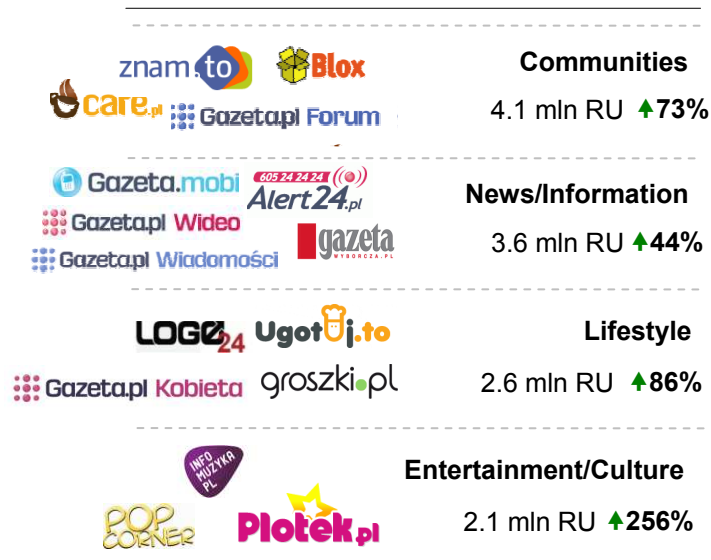 znam.to
Blox
Communities
care.pl
Gazeta.pl Forum
4.1 mln RU 73%
Gazeta.mobi
605 24 24 24
Alert24.pl
News/Information
Gazeta.pl Wideo
gazeta
WYBORCZA.PL
3.6 mln RU 44%
Gazeta.pl Wiadomości
LOGO24
Ugotuj.to
Lifestyle
Gazeta.pl Kobieta
groszki.pl
2.6 mln RU 86%
INFO
MUZYKA
PL
Entertainment/Culture
POP
CORNER
Plotek.pl
2.1 mln RU 256%